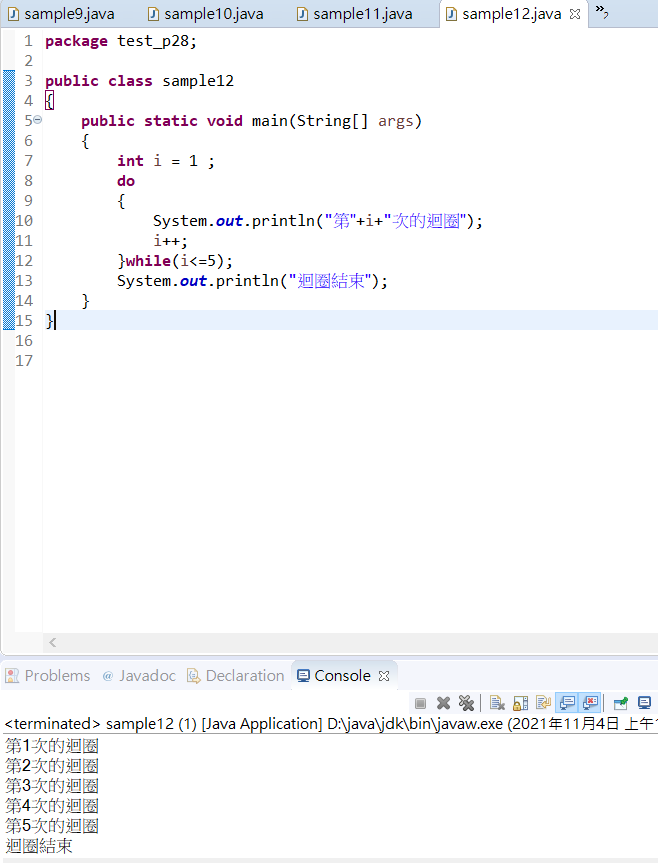 sample9.java sample10.java sample11.java sample12.java »2
1 package test_p28;
2
3 public class sample12
4 {
5 public static void main(String[] args)
6 {
7 int i = 1 ;
8 do
9 {
10 System.out.println("第"+i+"次的迴圈");
11 i++;
12 }while(i<=5);
13 System.out.println("迴圈結束");
14 }
15 }
16
17
Problems @ Javadoc Declaration Console
<terminated> sample12 (1) [Java Application] D:\java\jdk\bin\javaw.exe (2021年11月4日 上午
第1次的迴圈
第2次的迴圈
第3次的迴圈
第4次的迴圈
第5次的迴圈
迴圈結束